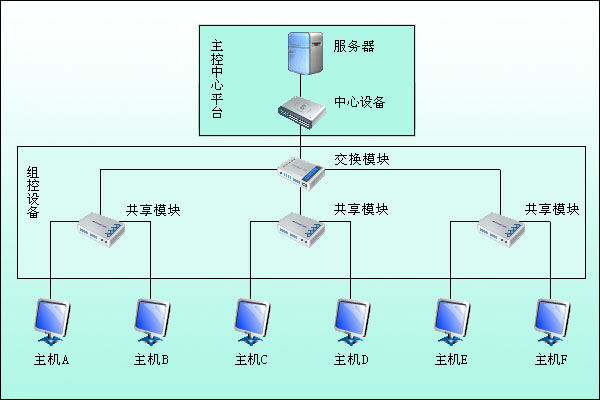 主控中心平台
服务器
中心设备
组控设备
交换模块
共享模块
共享模块
共享模块
主机A
主机B
主机C
主机D
主机E
主机F